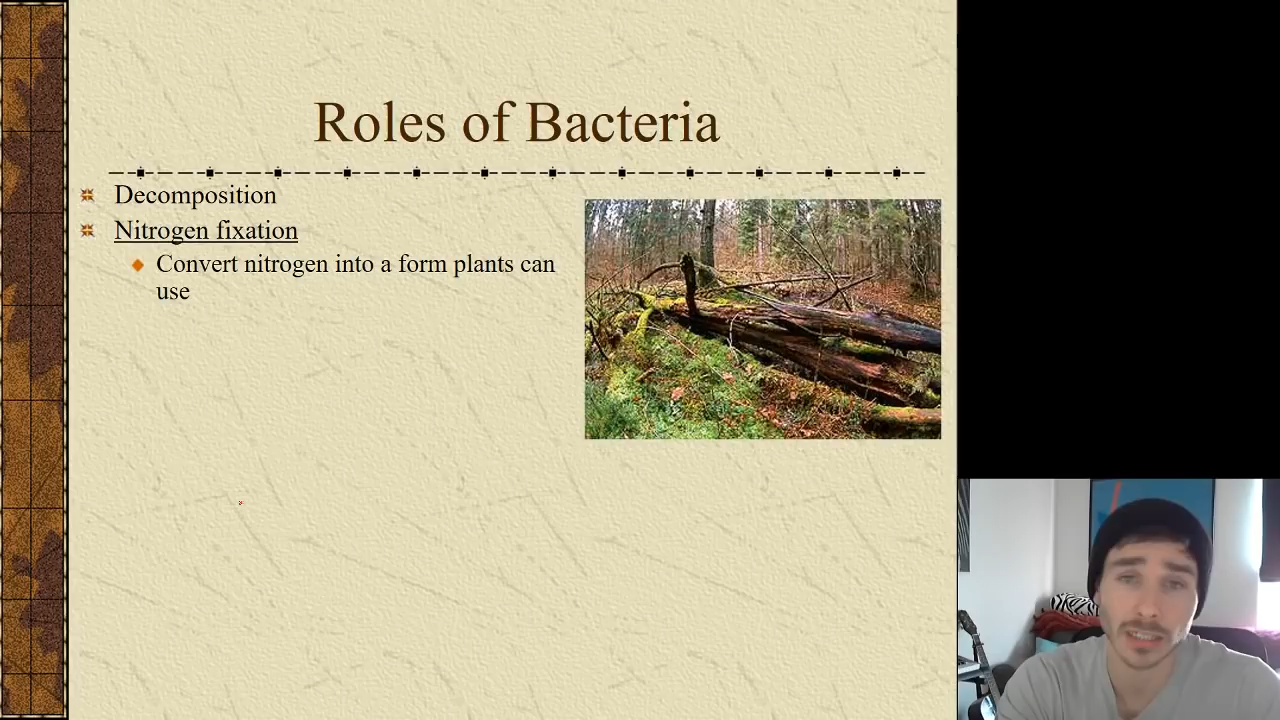 Roles of Bacteria
Decomposition
Nitrogen fixation
Convert nitrogen into a form plants can
use